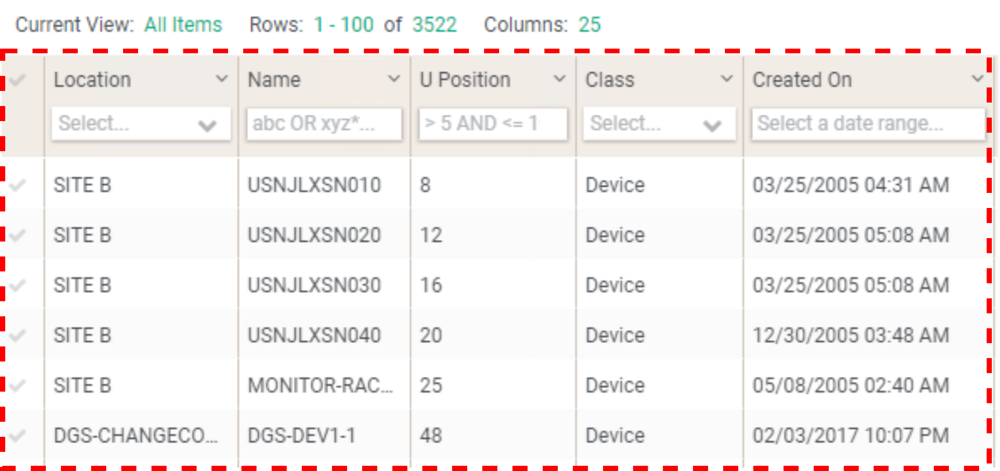 Current View: All Items Rows: 1 - 100 of 3522 Columns: 25
Location Name U Position Class Created On
Select... abc OR xyz*... > 5 AND <= 1 Select... Select a date range...
SITE B USNJLXSN010 8 Device 03/25/2005 04:31 AM
SITE B USNJLXSN020 12 Device 03/25/2005 05:08 AM
SITE B USNJLXSN030 16 Device 03/25/2005 05:08 AM
SITE B USNJLXSN040 20 Device 12/30/2005 03:48 AM
SITE B MONITOR-RAC... 25 Device 05/08/2005 02:40 AM
DGS-CHANGECO... DGS-DEV1-1 48 Device 02/03/2017 10:07 PM